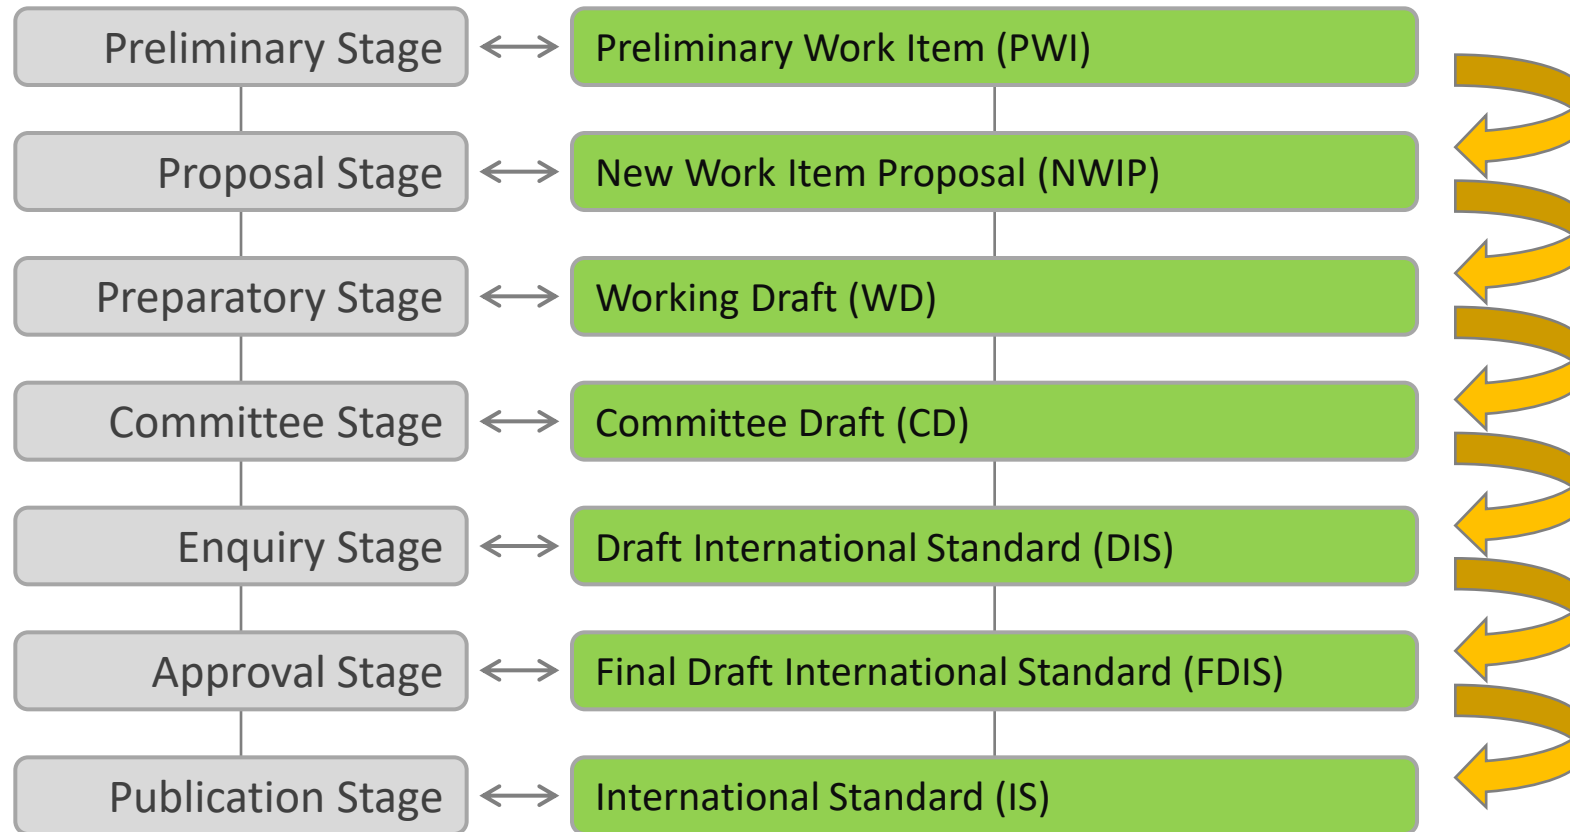 Preliminary Stage
Preliminary Work Item (PWI)
Proposal Stage
New Work Item Proposal (NWIP)
Preparatory Stage
Working Draft (WD)
Committee Stage
Committee Draft (CD)
Enquiry Stage
Draft International Standard (DIS)
Approval Stage
Final Draft International Standard (FDIS)
Publication Stage
International Standard (IS)